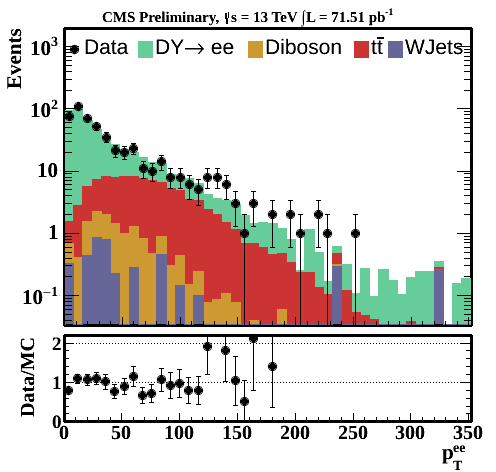 CMS Preliminary, √s = 13 TeV ∫L = 71.51 pb⁻¹
Events
Data DY→ ee Diboson tt̄ WJets
10³
10²
10
1
10⁻¹
Data/MC
2
1
0
0 50 100 150 200 250 300 350
p_T^ee